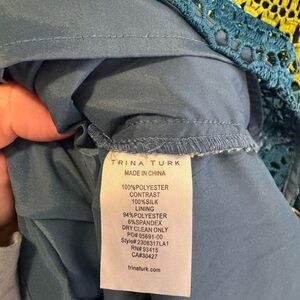 TRINA TURK
MADE IN CHINA
100%POLYESTER
CONTRAST
100%SILK
LINING
94%POLYESTER
6%SPANDEX
DRY CLEAN ONLY
PO# 05691-00
Style# 2308317LA1
RN# 93415
CA#30427
trinaturk.com